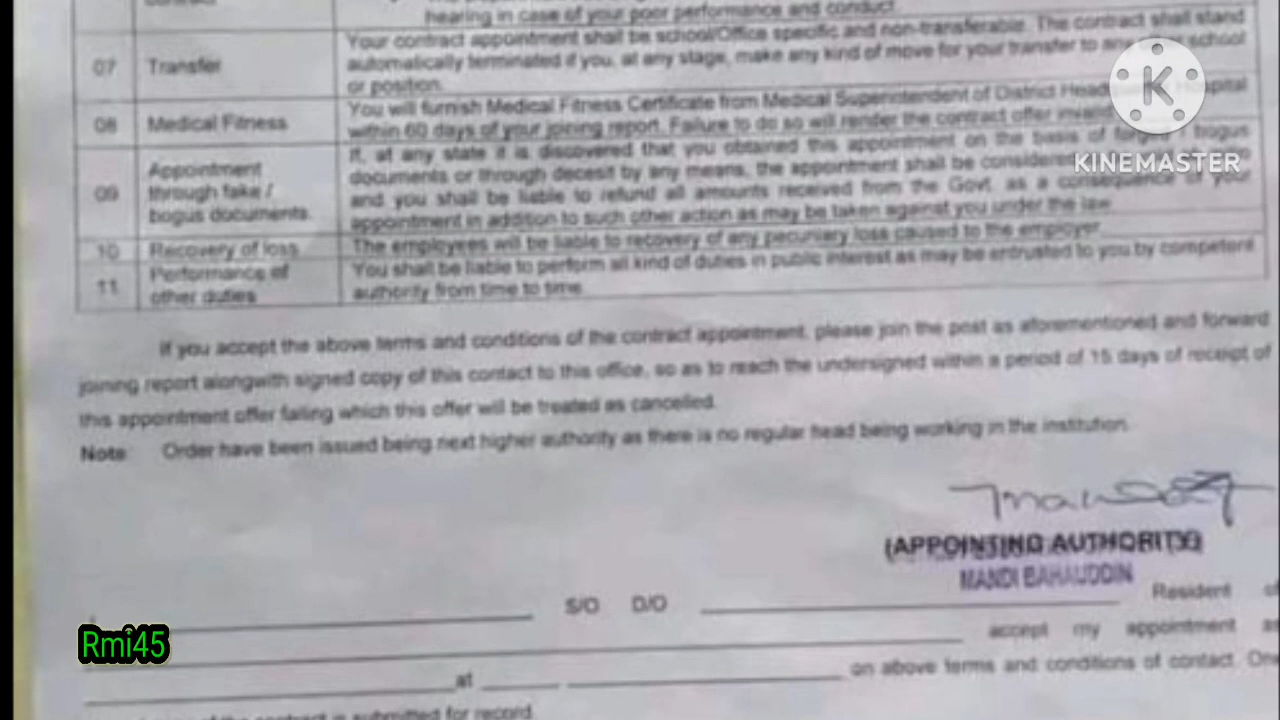 contract
hearing in case of your poor performance and conduct.
07 Transfer
Your contract appointment shall be school/Office specific and non-transferable. The contract shall stand
automatically terminated if you, at any stage, make any kind of move for your transfer to any school
or position.
08 Medical Fitness
You will furnish Medical Fitness Certificate from Medical Superintendent of District Hospital
within 60 days of your joining report. Failure to do so will render the contract offer
09 Appointment
through fake /
bogus documents.
If, at any state it is discovered that you obtained this appointment on the basis of bogus
documents or through deceit by any means, the appointment shall be
and you shall be liable to refund all amounts received from the Govt. as a consequence of your
appointment in addition to such other action as may be taken against you under the law.
10 Recovery of loss
The employees will be liable to recovery of any pecuniary loss caused to the employer.
11 Performance of
other duties
You shall be liable to perform all kind of duties in public interest as may be entrusted to you by competent
authority from time to time.
If you accept the above terms and conditions of the contract appointment, please join the post as aforementioned and forward
joining report alongwith signed copy of this contact to this office, so as to reach the undersigned within a period of 15 days of receipt of
this appointment offer failing which this offer will be treated as cancelled.
Note Order have been issued being next higher authority as there is no regular head being working in the institution.
(APPOINTING AUTHORITY)
MANDI BAHAUDDIN
S/O D/O Resident of
accept my appointment as
at on above terms and conditions of contact. One
of the contract is submitted for record.
K
KINEMASTER
Rmi45